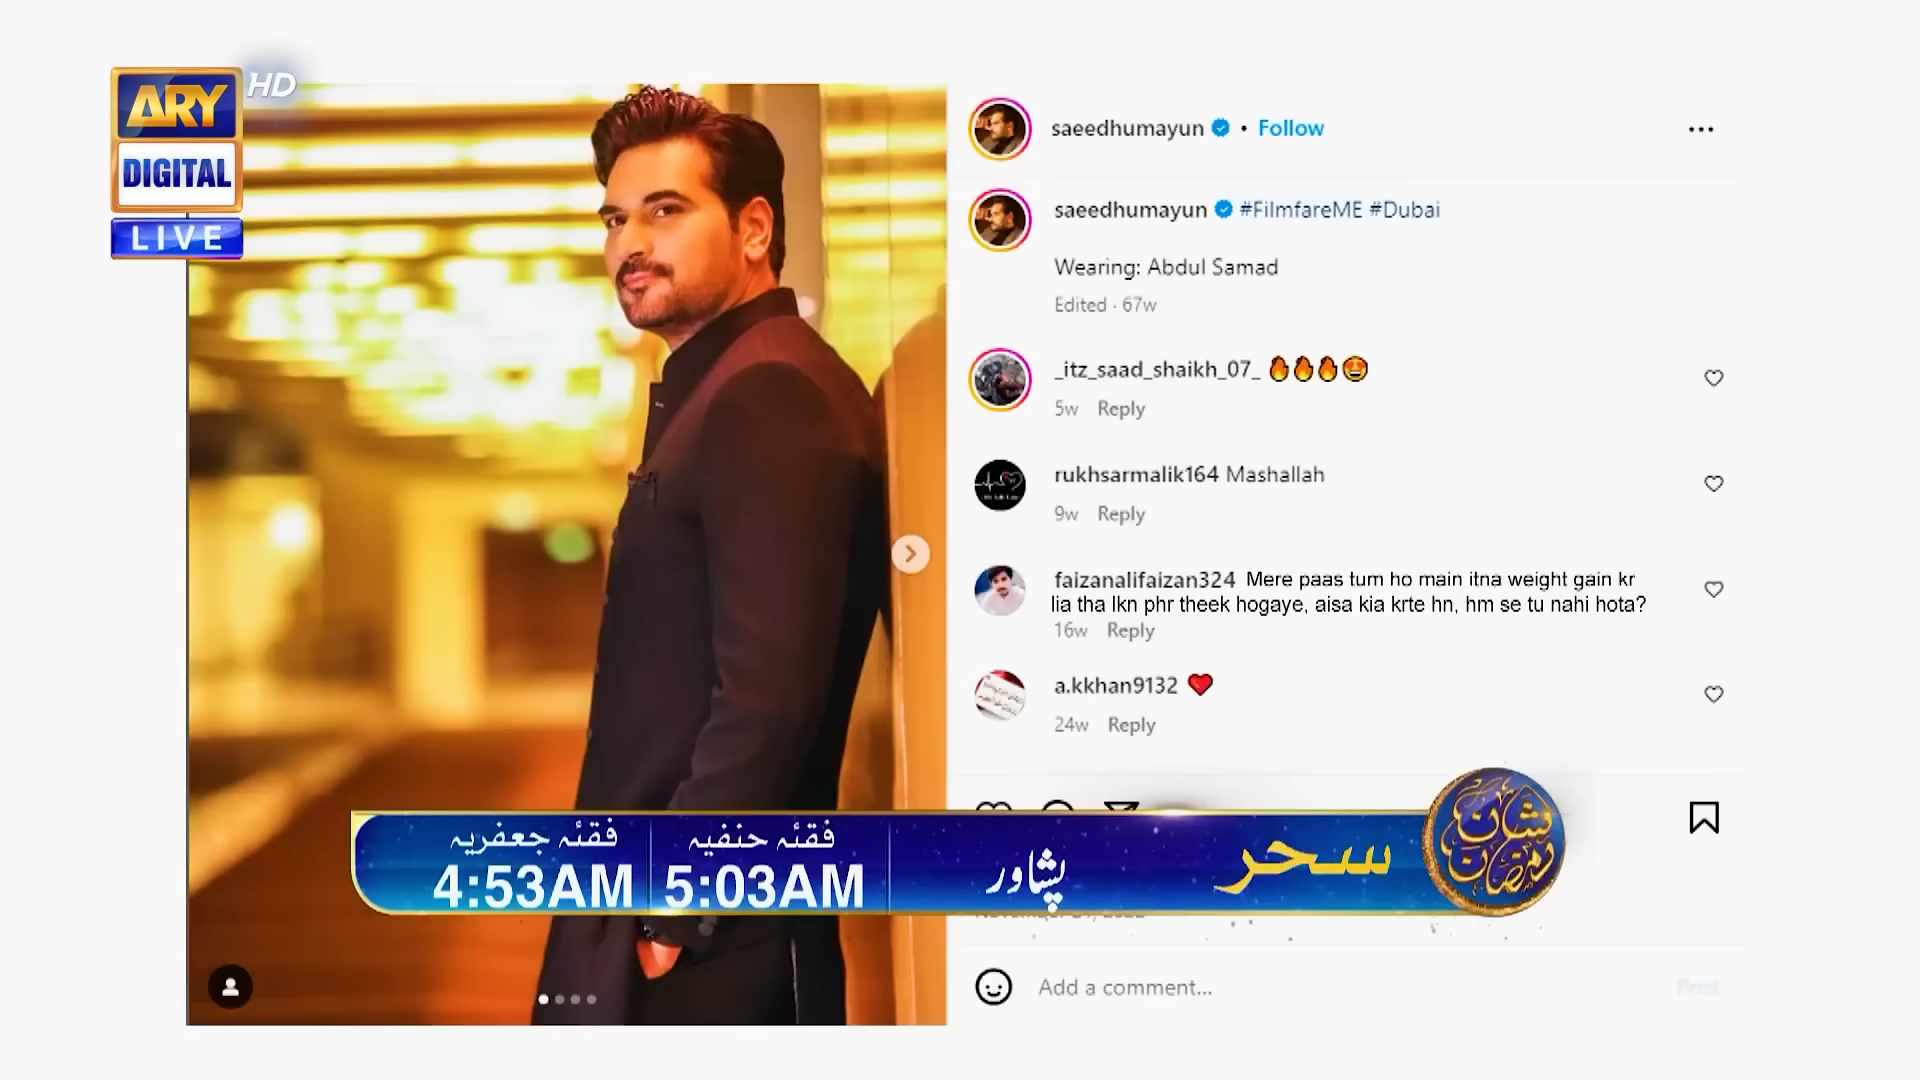 ARY
HD
DIGITAL
LIVE
saeedhumayun • Follow
saeedhumayun #FilmfareME #Dubai
Wearing: Abdul Samad
Edited · 67w
_itz_saad_shaikh_07_ 🔥🔥🔥🤩
5w Reply
rukhsarmalik164 Mashallah
9w Reply
faizanalifaizan324 Mere paas tum ho main itna weight gain kr
lia tha lkn phr theek hogaye, aisa kia krte hn, hm se tu nahi hota?
16w Reply
a.kkhan9132 ❤️
24w Reply
شان رمضان
سحر
پشاور
فقئہ حنفیہ
5:03AM
فقئہ جعفریہ
4:53AM
Add a comment...
Post